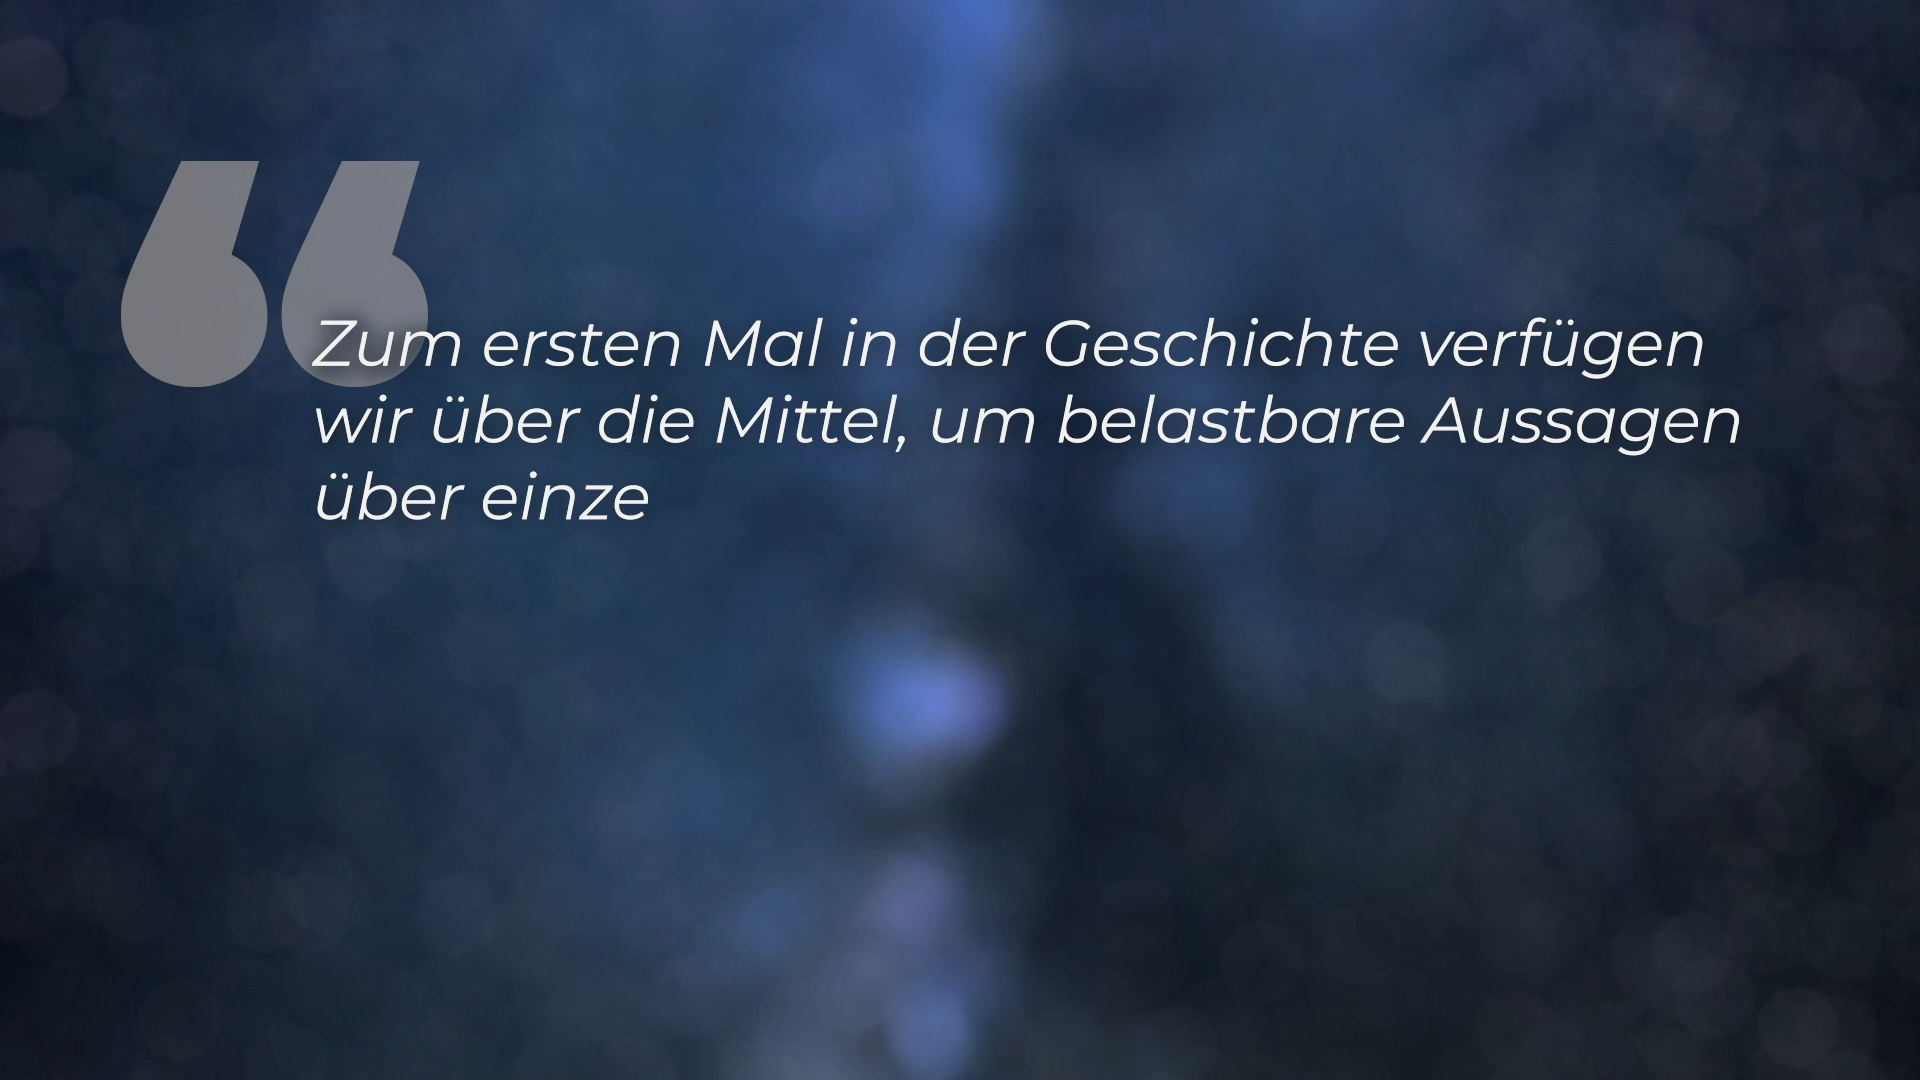 “
Zum ersten Mal in der Geschichte verfügen
wir über die Mittel, um belastbare Aussagen
über einze